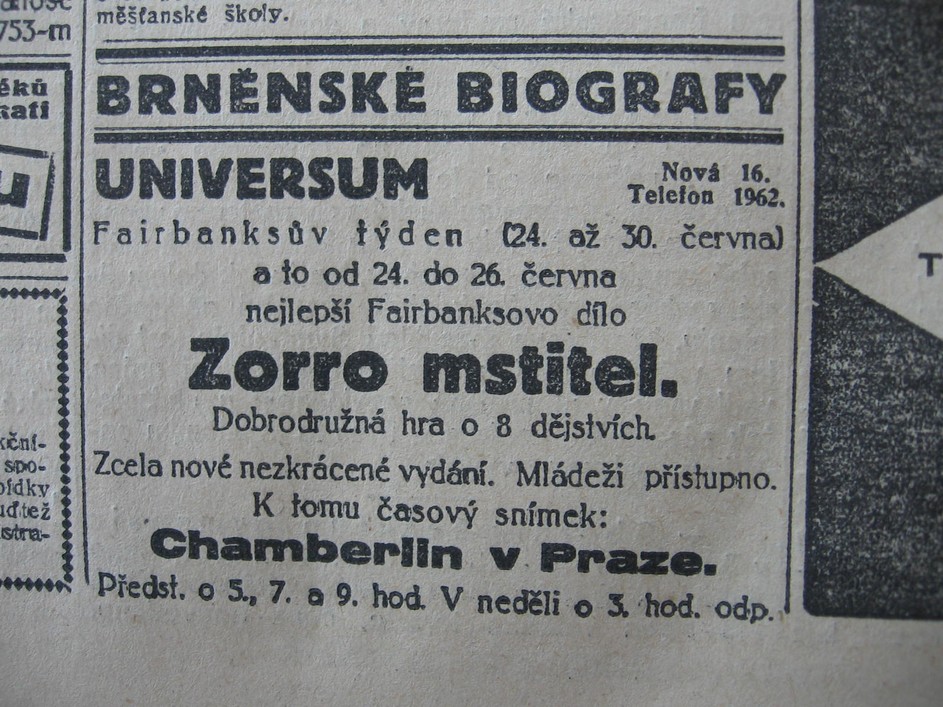 měšťanské školy.
753-m
BRNĚNSKÉ BIOGRAFY
UNIVERSUM
Nová 16.
Telefon 1962.
Fairbanksův týden (24. až 30. června)
a to od 24. do 26. června
nejlepší Fairbanksovo dílo
Zorro mstitel.
Dobrodružná hra o 8 dějstvích.
Zcela nové nezkrácené vydání. Mládeži přístupno.
K tomu časový snímek:
Chamberlin v Praze.
Předst. o 5., 7. a 9. hod. V neděli o 3. hod. odp.